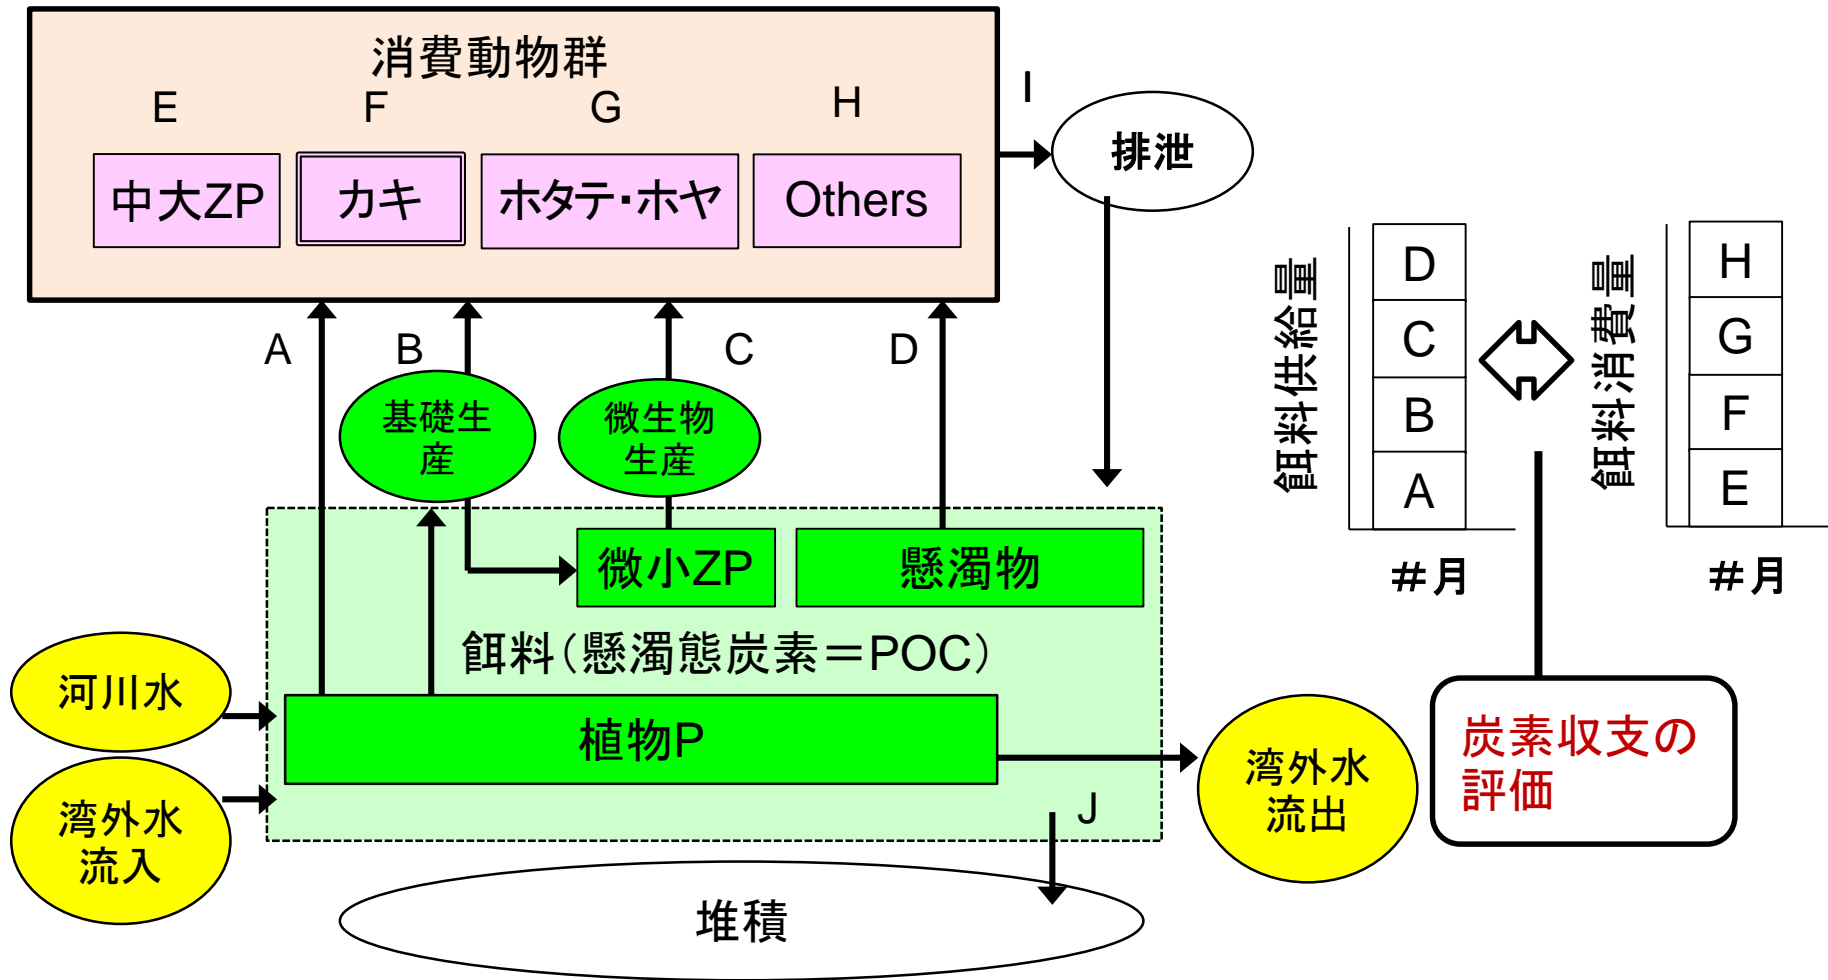 消費動物群
E
F
G
H
I
中大ZP
カキ
ホタテ・ホヤ
Others
排泄
A
B
C
D
基礎生
産
微生物
生産
微小ZP
懸濁物
餌料(懸濁態炭素=POC)
河川水
植物P
湾外水
流入
湾外水
流出
J
堆積
餌料供給量
D
C
B
A
#月
餌料消費量
H
G
F
E
#月
炭素収支の
評価